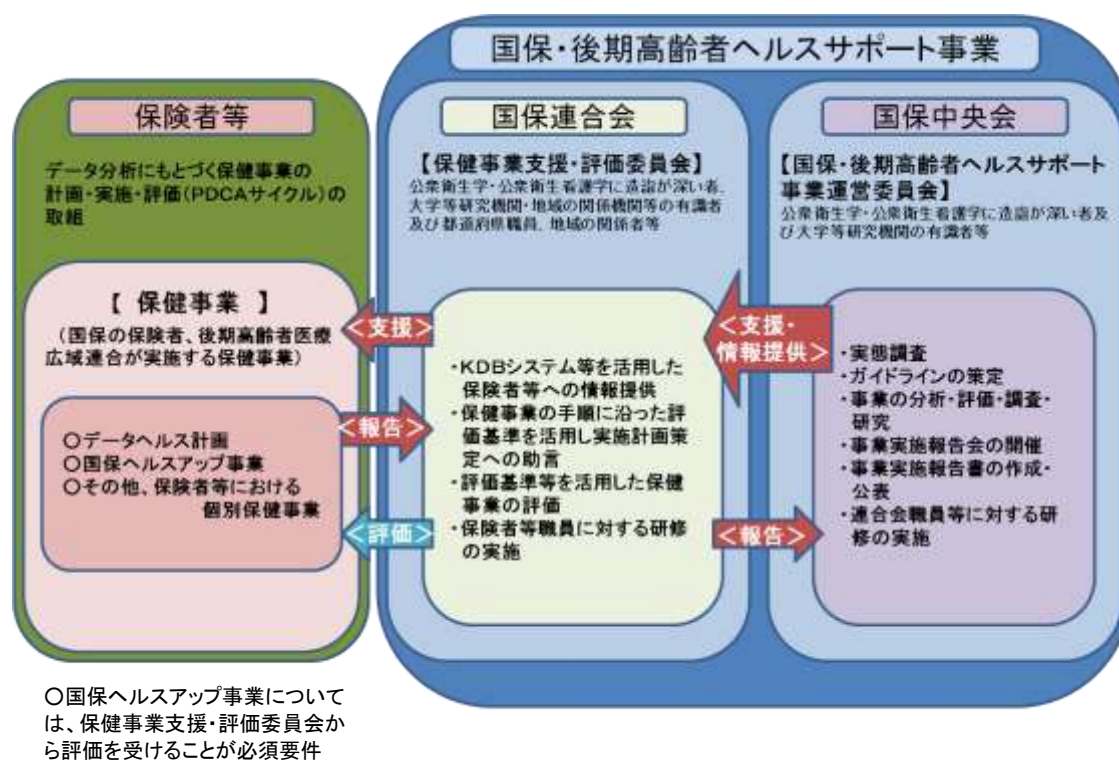 国保・後期高齢者ヘルスサポート事業
保険者等
データ分析にもとづく保健事業の
計画・実施・評価(PDCAサイクル)の
取組
【 保健事業 】
(国保の保険者、後期高齢者医療
広域連合が実施する保健事業)
〇データヘルス計画
〇国保ヘルスアップ事業
〇その他、保険者等における
個別保健事業
国保連合会
【保健事業支援・評価委員会】
公衆衛生学・公衆衛生看護学に造詣が深い者、
大学等研究機関・地域の関係機関等の有識者
及び都道府県職員、地域の関係者等
<支援>
<報告>
<評価>
・KDBシステム等を活用した
保険者等への情報提供
・保健事業の手順に沿った評
価基準を活用し実施計画策
定への助言
・評価基準等を活用した保健
事業の評価
・保険者等職員に対する研修
の実施
国保中央会
【国保・後期高齢者ヘルスサポート
事業運営委員会】
公衆衛生学・公衆衛生看護学に造詣が深い者及
び大学等研究機関の有識者等
<支援・
情報提供>
<報告>
・実態調査
・ガイドラインの策定
・事業の分析・評価・調査・
研究
・事業実施報告会の開催
・事業実施報告書の作成・
公表
・連合会職員等に対する研
修の実施
〇国保ヘルスアップ事業について
は、保健事業支援・評価委員会か
ら評価を受けることが必須要件